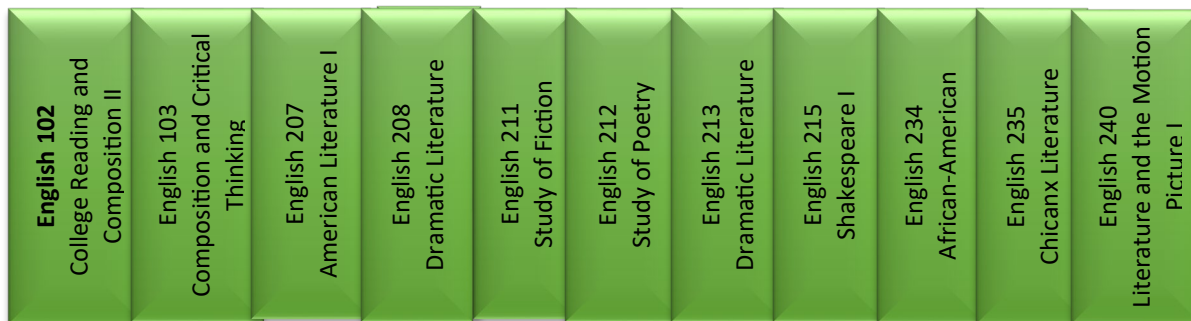 English 102
College Reading and
Composition II
English 103
Composition and Critical
Thinking
English 207
American Literature I
English 208
Dramatic Literature
English 211
Study of Fiction
English 212
Study of Poetry
English 213
Dramatic Literature
English 215
Shakespeare I
English 234
African-American
English 235
Chicanx Literature
English 240
Literature and the Motion
Picture I